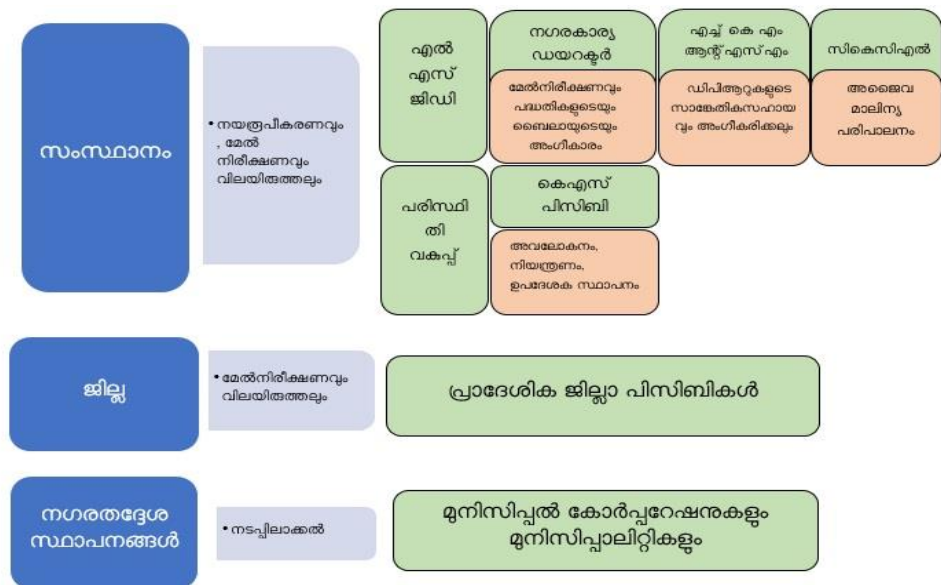 സംസ്ഥാനം
• നയരൂപീകരണവും
, മേൽ
നിരീക്ഷണവും
വിലയിരുത്തലും
എൽ
എസ്
ജിഡി
നഗരകാര്യ
ഡയറക്ടർ
മേൽനിരീക്ഷണവും
പദ്ധതികളുടെയും
ബൈലായുടെയും
അംഗീകാരം
എച്ച് കെ എം
ആന്റ് എസ് എം
ഡിപിആറുകളുടെ
സാങ്കേതികസഹായ
വും അംഗീകരിക്കലും
സികെസിഎൽ
അജൈവ
മാലിന്യ
പരിപാലനം
പരിസ്ഥി
തി
വകുപ്പ്
കെഎസ്
പിസിബി
അവലോകനം,
നിയന്ത്രണം,
ഉപദേശക സ്ഥാപനം
ജില്ല
• മേൽനിരീക്ഷണവും
വിലയിരുത്തലും
പ്രാദേശിക ജില്ലാ പിസിബികൾ
നഗരതദ്ദേശ
സ്ഥാപനങ്ങൾ
• നടപ്പിലാക്കൽ
മുനിസിപ്പൽ കോർപ്പറേഷനുകളും
മുനിസിപ്പാലിറ്റികളും